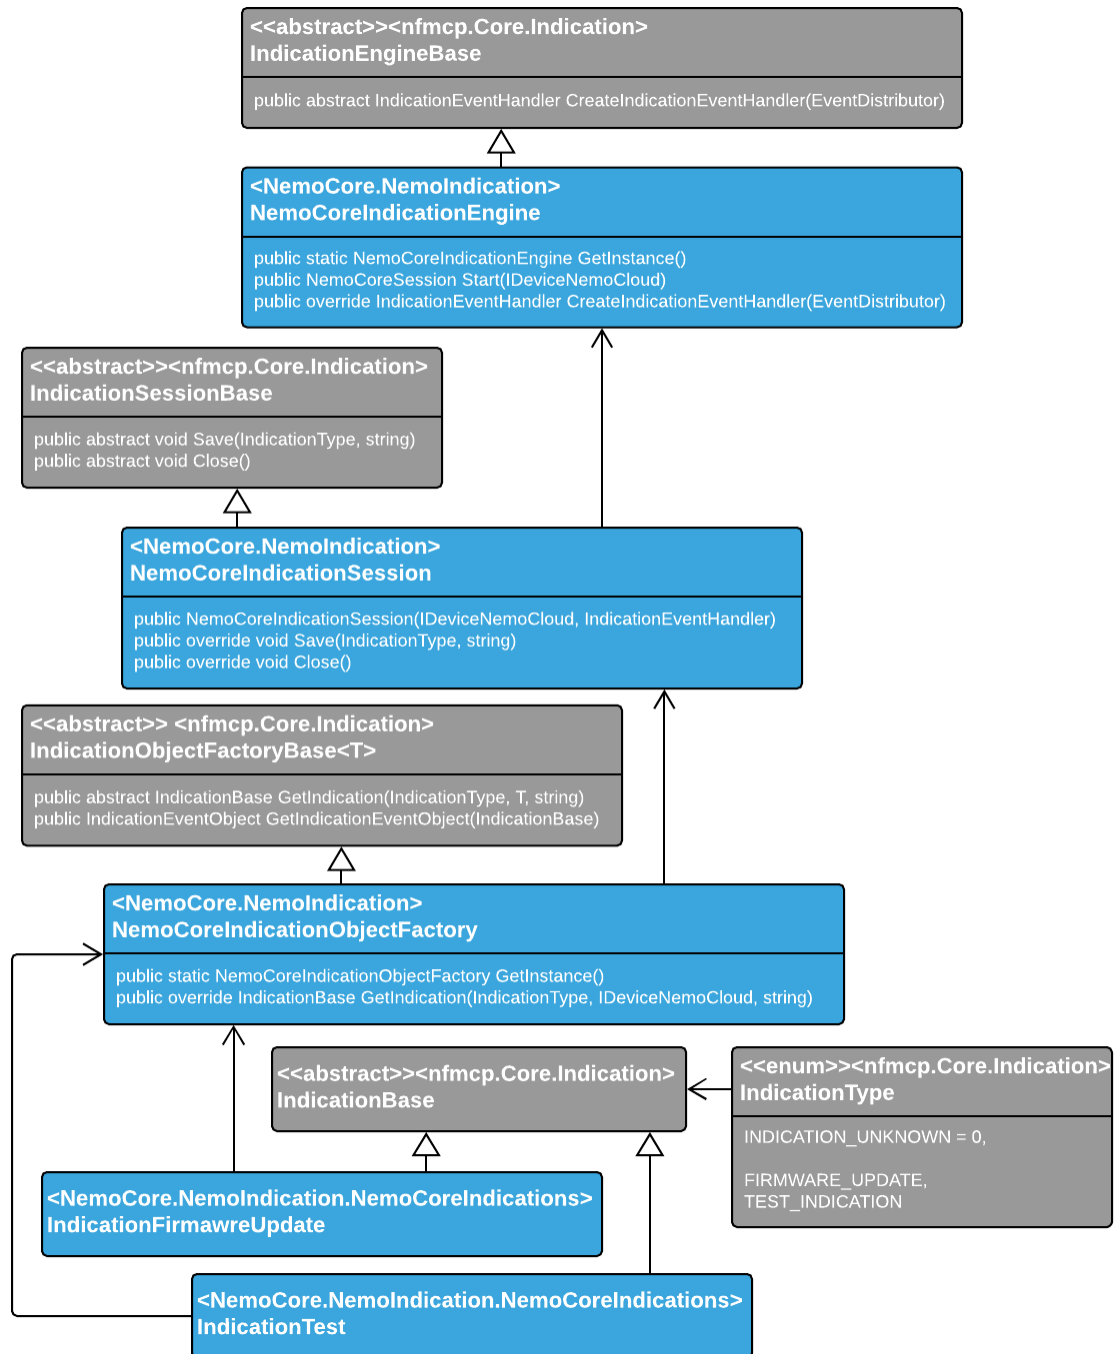 <<abstract>><nfmcp.Core.Indication>
IndicationEngineBase
public abstract IndicationEventHandler CreateIndicationEventHandler(EventDistributor)
<NemoCore.NemoIndication>
NemoCoreIndicationEngine
public static NemoCoreIndicationEngine GetInstance()
public NemoCoreSession Start(IDeviceNemoCloud)
public override IndicationEventHandler CreateIndicationEventHandler(EventDistributor)
<<abstract>><nfmcp.Core.Indication>
IndicationSessionBase
public abstract void Save(IndicationType, string)
public abstract void Close()
<NemoCore.NemoIndication>
NemoCoreIndicationSession
public NemoCoreIndicationSession(IDeviceNemoCloud, IndicationEventHandler)
public override void Save(IndicationType, string)
public override void Close()
<<abstract>> <nfmcp.Core.Indication>
IndicationObjectFactoryBase<T>
public abstract IndicationBase GetIndication(IndicationType, T, string)
public IndicationEventObject GetIndicationEventObject(IndicationBase)
<NemoCore.NemoIndication>
NemoCoreIndicationObjectFactory
public static NemoCoreIndicationObjectFactory GetInstance()
public override IndicationBase GetIndication(IndicationType, IDeviceNemoCloud, string)
<<abstract>><nfmcp.Core.Indication>
IndicationBase
<<enum>><nfmcp.Core.Indication>
IndicationType
INDICATION_UNKNOWN = 0,
FIRMWARE_UPDATE,
TEST_INDICATION
<NemoCore.NemoIndication.NemoCoreIndications>
IndicationFirmawreUpdate
<NemoCore.NemoIndication.NemoCoreIndications>
IndicationTest